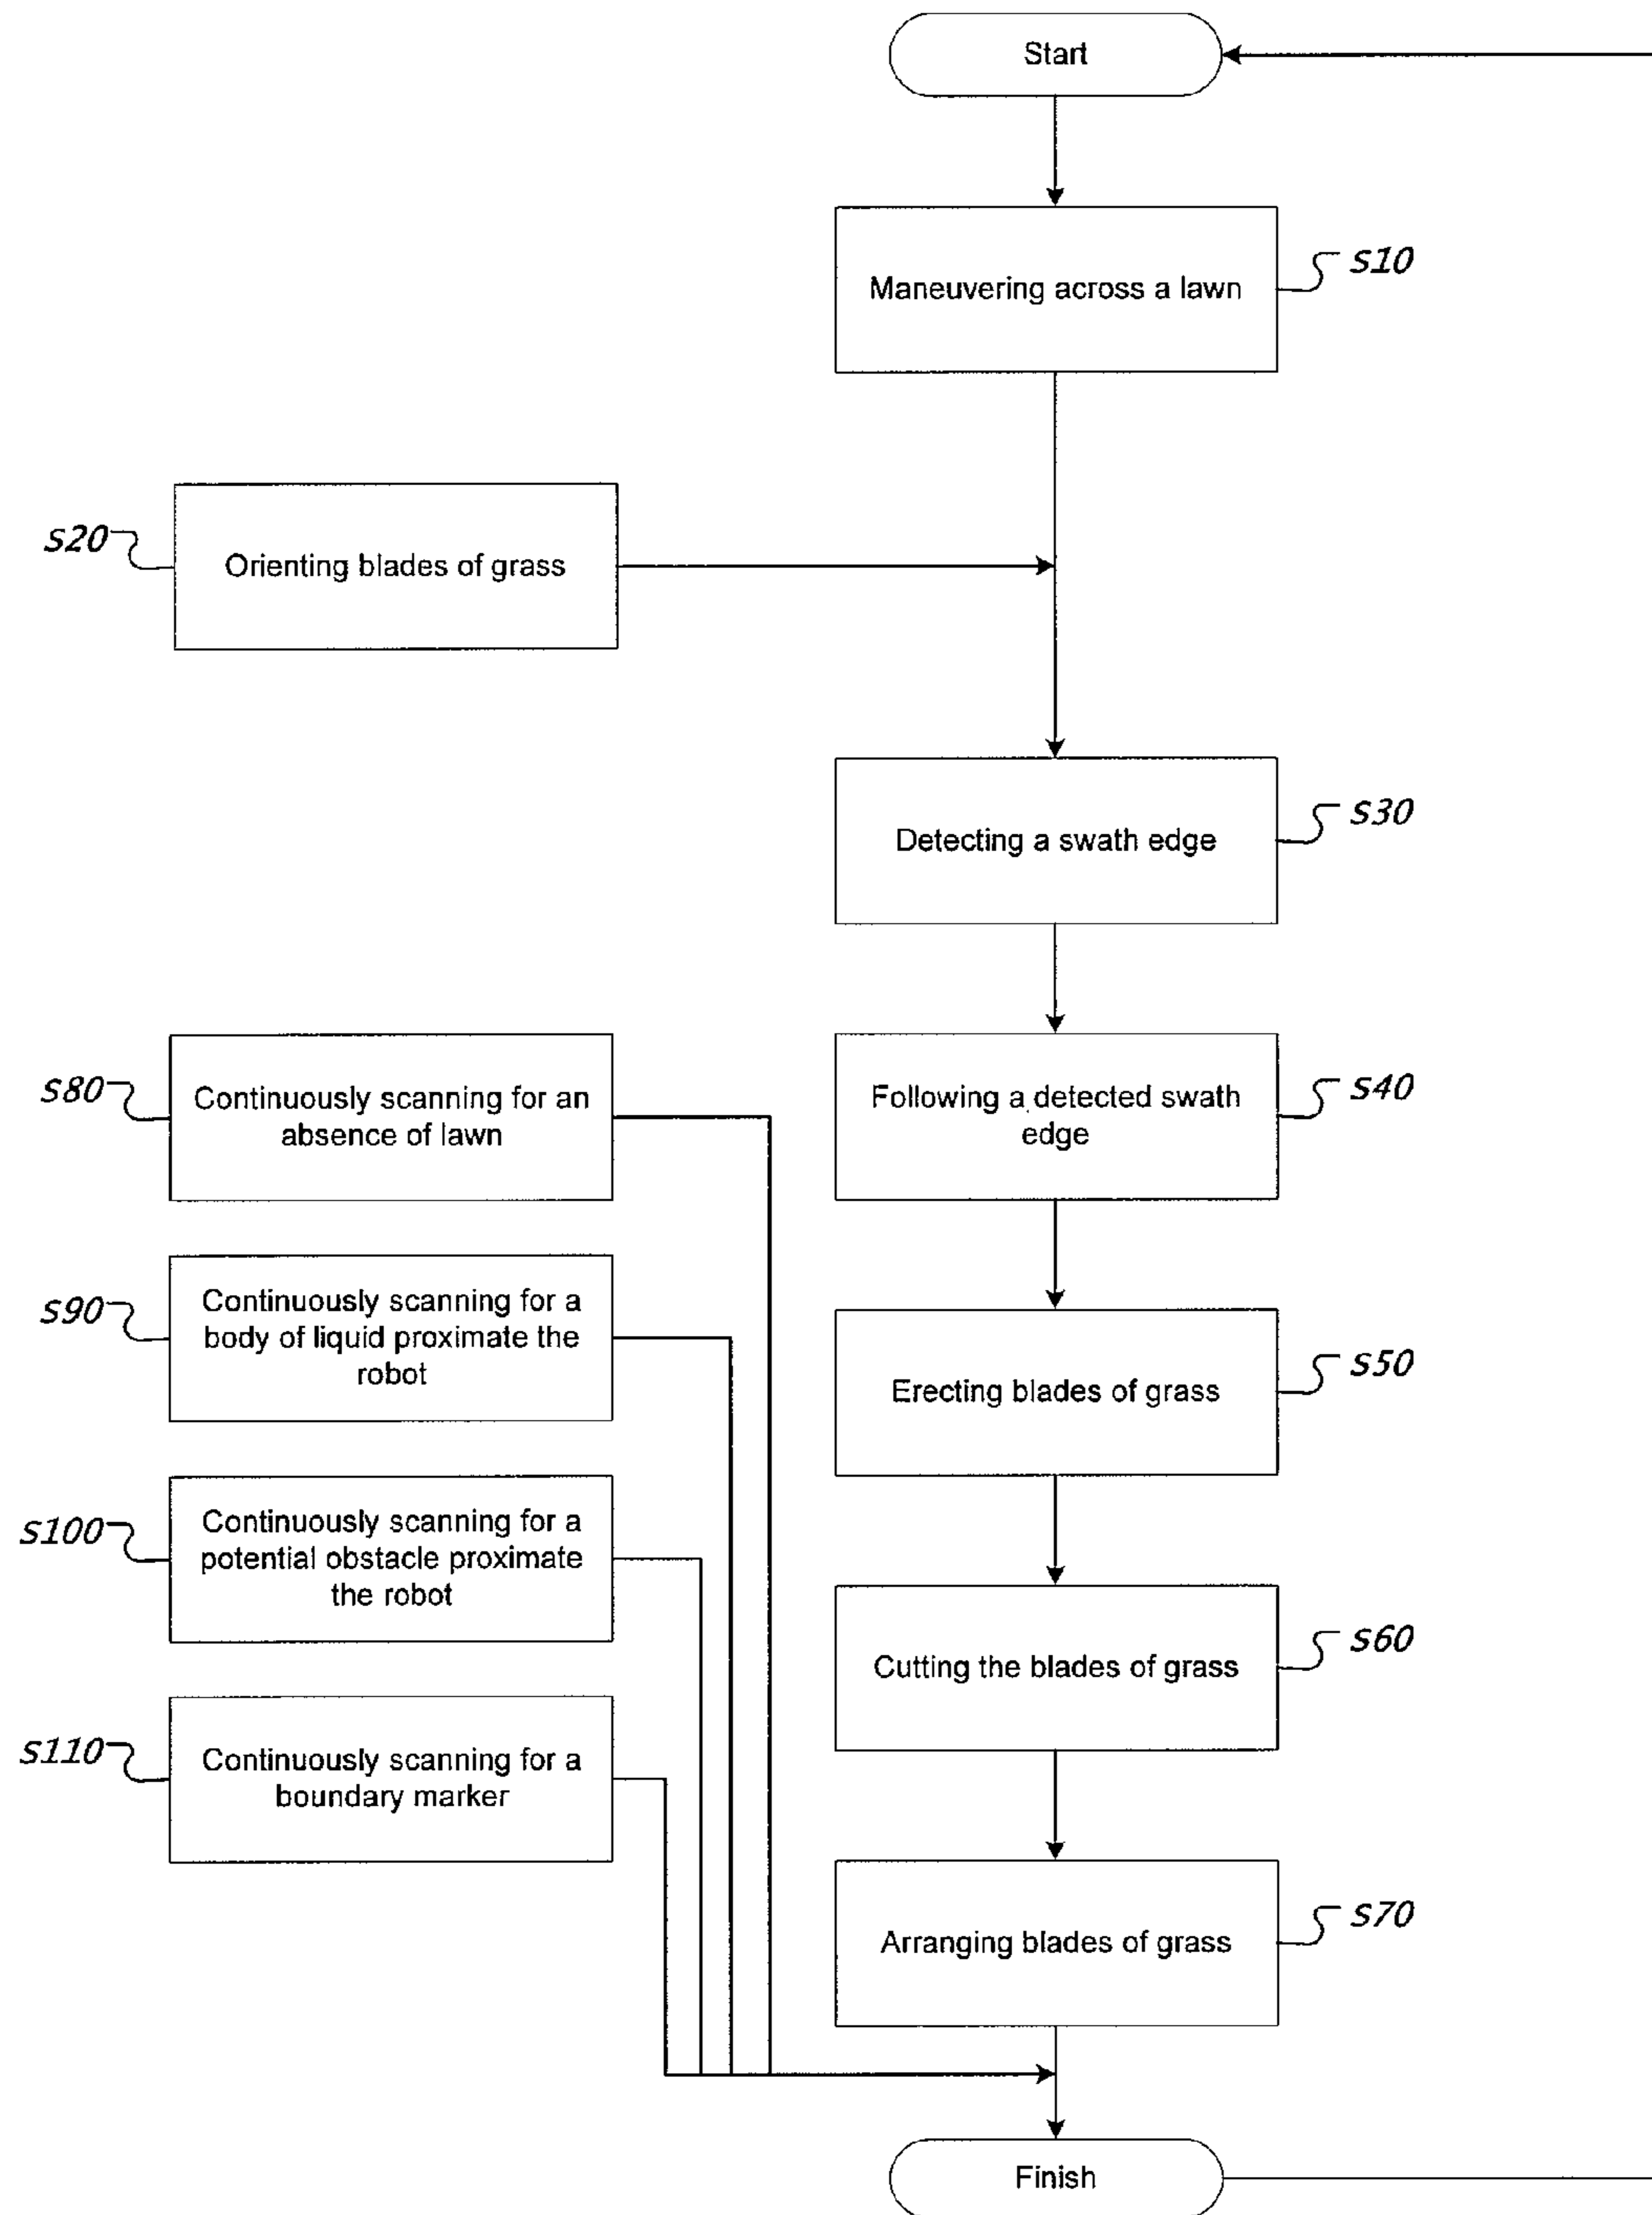 Start
Maneuvering across a lawn
S10
S20
Orienting blades of grass
Detecting a swath edge
S30
S80
Continuously scanning for an
absence of lawn
Following a detected swath
edge
S40
S90
Continuously scanning for a
body of liquid proximate the
robot
Erecting blades of grass
S50
S100
Continuously scanning for a
potential obstacle proximate
the robot
Cutting the blades of grass
S60
S110
Continuously scanning for a
boundary marker
Arranging blades of grass
S70
Finish